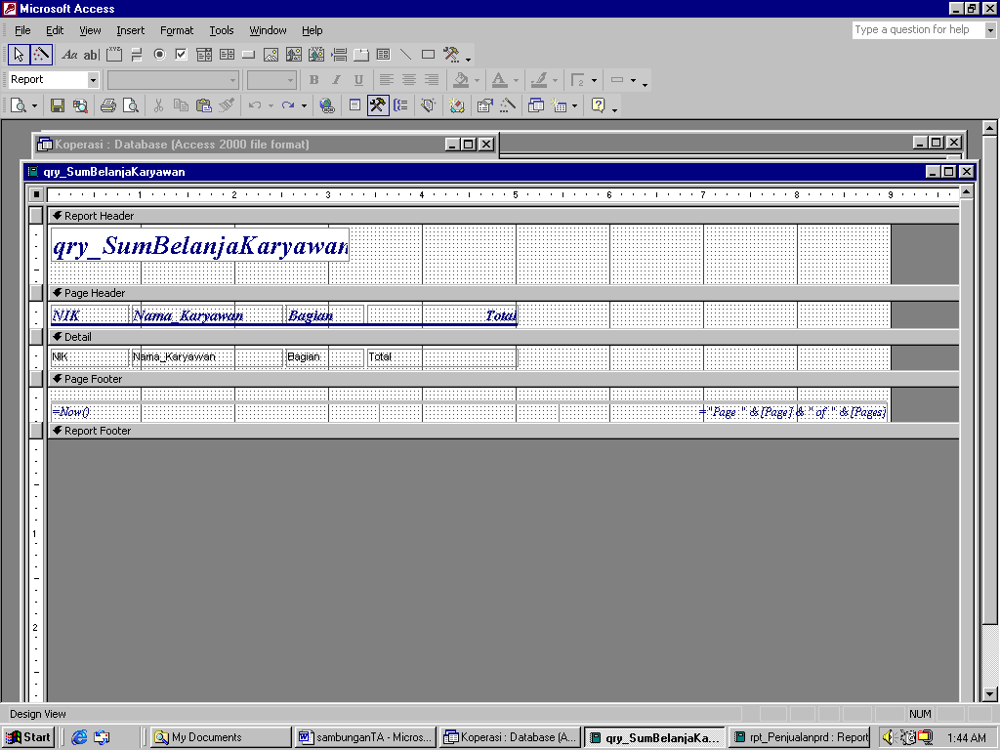 Microsoft Access
File Edit View Insert Format Tools Window Help
Type a question for help
Aa ab| XYZ
Report
B I U A
Koperasi : Database (Access 2000 file format)
qry_SumBelanjaKaryawan
1 2 3 4 5 6 7 8 9
Report Header
qry_SumBelanjaKaryawan
Page Header
NIK Nama_Karyawan Bagian Total
Detail
NIK Nama_Karyawan Bagian Total
Page Footer
=Now() ="Page " & [Page] & " of " & [Pages]
Report Footer
1
2
Design View NUM
Start My Documents sambunganTA - Micros... Koperasi : Database (A... qry_SumBelanjaKa... rpt_Penjualanprd : Report 1:44 AM